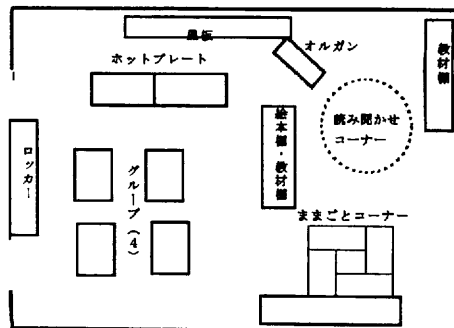 黒板
オルガン
教材棚
ホットプレート
読み聞かせ
コーナー
絵本棚・教材棚
ロッカー
グループ(4)
ままごとコーナー